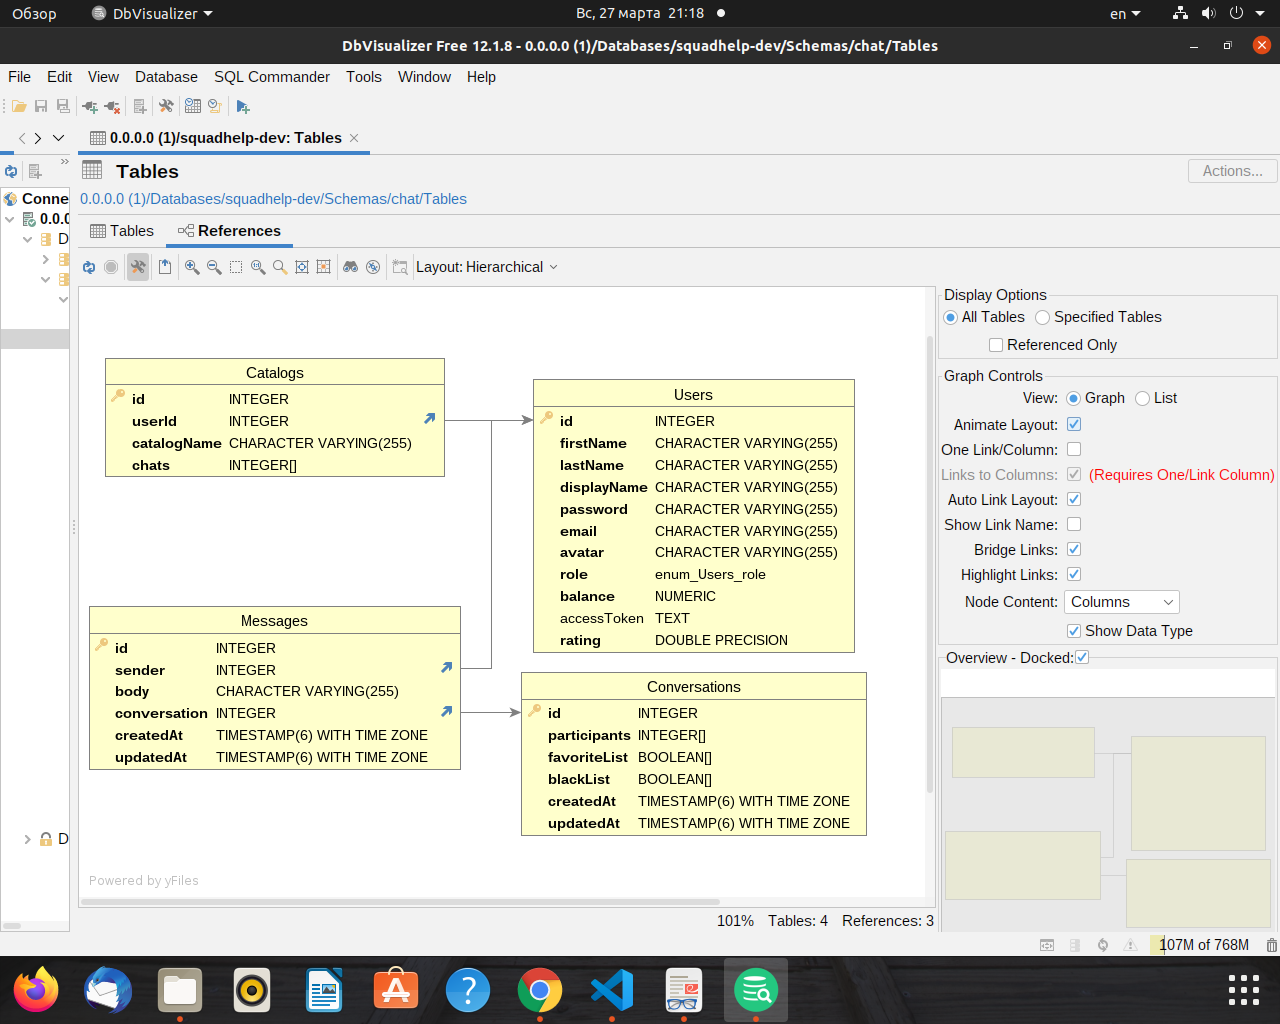 Обзор DbVisualizer Вс, 27 марта 21:18 en
DbVisualizer Free 12.1.8 - 0.0.0.0 (1)/Databases/squadhelp-dev/Schemas/chat/Tables
File Edit View Database SQL Commander Tools Window Help
0.0.0.0 (1)/squadhelp-dev: Tables
Tables
Actions...
0.0.0.0 (1)/Databases/squadhelp-dev/Schemas/chat/Tables
Conne
0.0.0
D
D
Tables References
Layout: Hierarchical
Catalogs
id INTEGER
userId INTEGER
catalogName CHARACTER VARYING(255)
chats INTEGER[]
Users
id INTEGER
firstName CHARACTER VARYING(255)
lastName CHARACTER VARYING(255)
displayName CHARACTER VARYING(255)
password CHARACTER VARYING(255)
email CHARACTER VARYING(255)
avatar CHARACTER VARYING(255)
role enum_Users_role
balance NUMERIC
accessToken TEXT
rating DOUBLE PRECISION
Messages
id INTEGER
sender INTEGER
body CHARACTER VARYING(255)
conversation INTEGER
createdAt TIMESTAMP(6) WITH TIME ZONE
updatedAt TIMESTAMP(6) WITH TIME ZONE
Conversations
id INTEGER
participants INTEGER[]
favoriteList BOOLEAN[]
blackList BOOLEAN[]
createdAt TIMESTAMP(6) WITH TIME ZONE
updatedAt TIMESTAMP(6) WITH TIME ZONE
Powered by yFiles
101% Tables: 4 References: 3
Display Options
All Tables Specified Tables
Referenced Only
Graph Controls
View: Graph List
Animate Layout:
One Link/Column:
Links to Columns: (Requires One/Link Column)
Auto Link Layout:
Show Link Name:
Bridge Links:
Highlight Links:
Node Content: Columns
Show Data Type
Overview - Docked:
107M of 768M